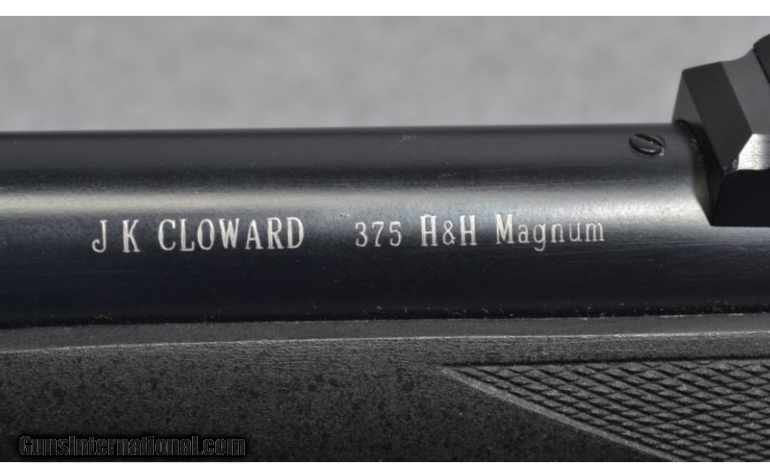 J K CLOWARD 375 H&H Magnum
GunsInternational.com